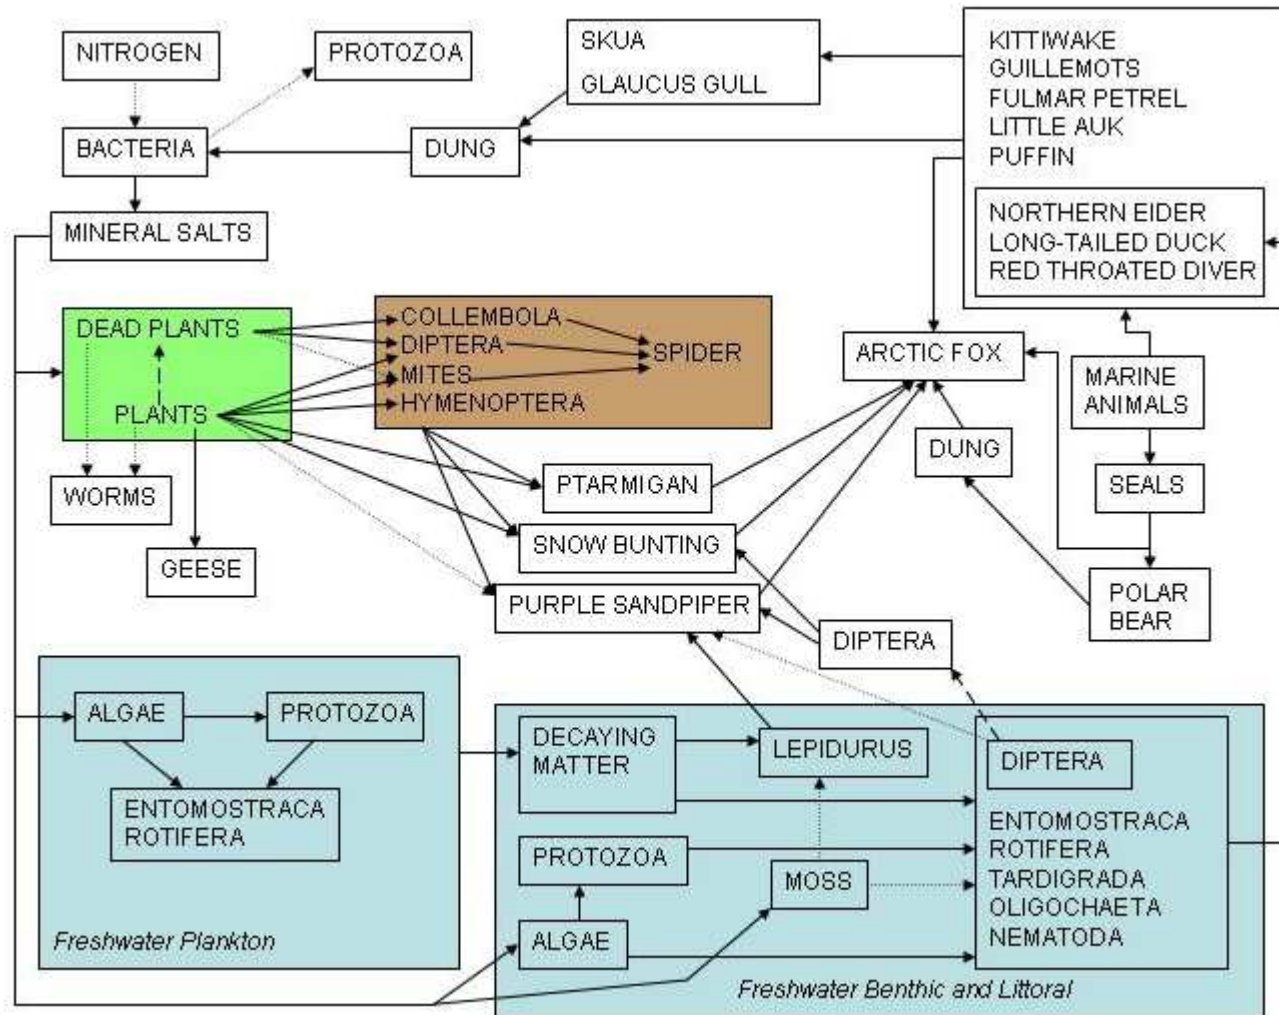 NITROGEN
PROTOZOA
SKUA
GLAUCUS GULL
KITTIWAKE
GUILLEMOTS
FULMAR PETREL
LITTLE AUK
PUFFIN
BACTERIA
DUNG
MINERAL SALTS
NORTHERN EIDER
LONG-TAILED DUCK
RED THROATED DIVER
DEAD PLANTS
PLANTS
COLLEMBOLA
DIPTERA
MITES
HYMENOPTERA
SPIDER
ARCTIC FOX
MARINE
ANIMALS
DUNG
SEALS
WORMS
PTARMIGAN
GEESE
SNOW BUNTING
PURPLE SANDPIPER
POLAR
BEAR
DIPTERA
ALGAE
PROTOZOA
ENTOMOSTRACA
ROTIFERA
Freshwater Plankton
DECAYING
MATTER
LEPIDURUS
DIPTERA
PROTOZOA
MOSS
ALGAE
ENTOMOSTRACA
ROTIFERA
TARDIGRADA
OLIGOCHAETA
NEMATODA
Freshwater Benthic and Littoral